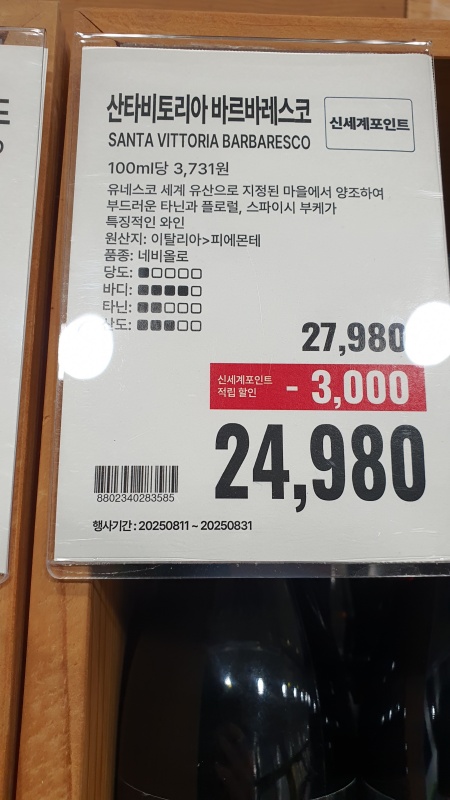 산타비토리아 바르바레스코
SANTA VITTORIA BARBARESCO
신세계포인트
100ml당 3,731원
유네스코 세계 유산으로 지정된 마을에서 양조하여
부드러운 타닌과 플로럴, 스파이시 부케가
특징적인 와인
원산지: 이탈리아>피에몬테
품종: 네비올로
당도: ■□□□□
바디: ■■■■□
타닌: ■■□□□
산도: ■■■□□
27,980
신세계포인트
적립 할인
- 3,000
24,980
8802340283585
행사기간 : 20250811 ~ 20250831